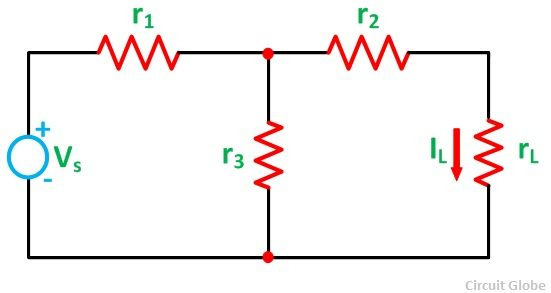 r1 r2
+
Vs r3 IL rL
-
Circuit Globe